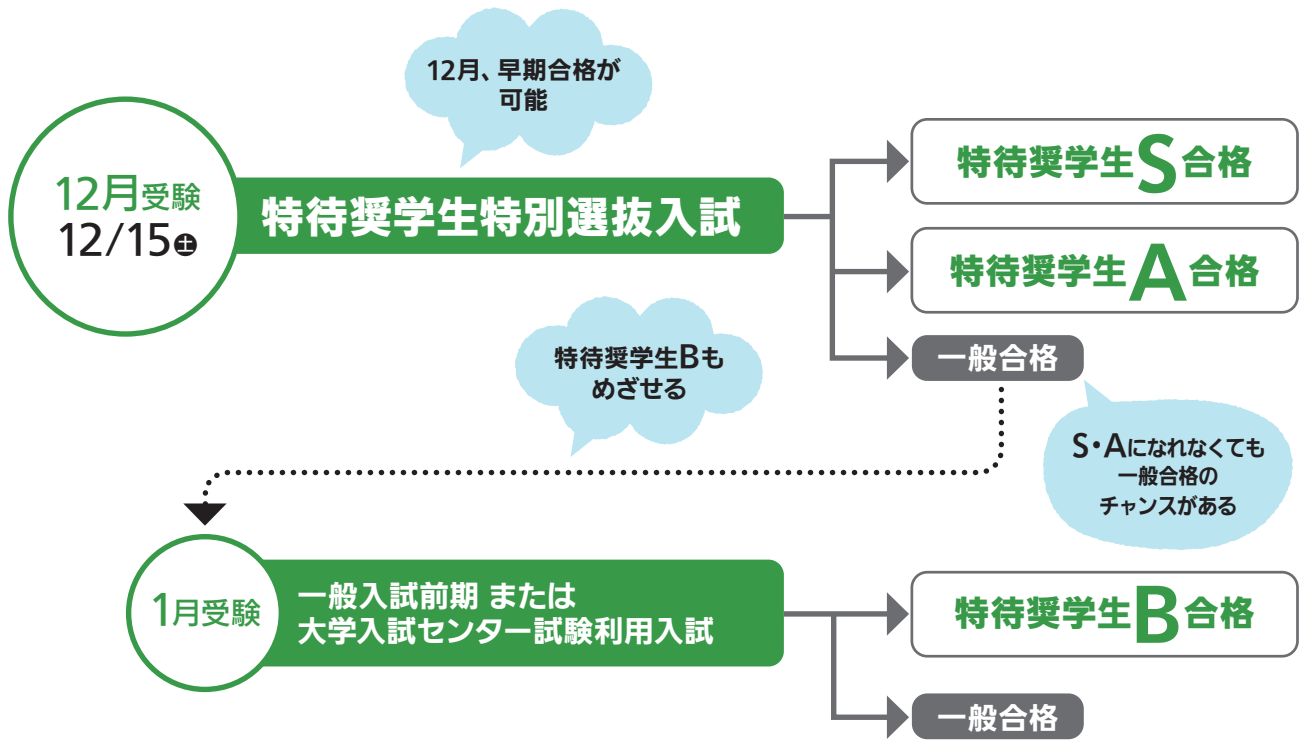 12月、早期合格が
可能
12月受験
12/15㊏
特待奨学生特別選抜入試
特待奨学生S合格
特待奨学生A合格
一般合格
特待奨学生Bも
めざせる
S・Aになれなくても
一般合格の
チャンスがある
1月受験
一般入試前期 または
大学入試センター試験利用入試
特待奨学生B合格
一般合格